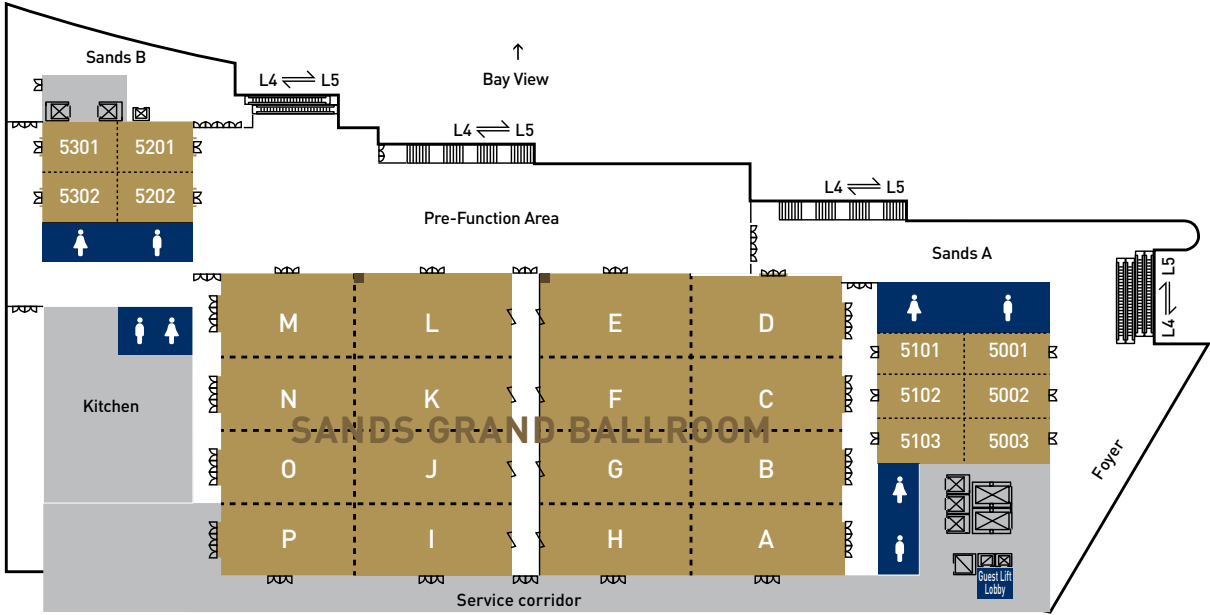 Sands B
L4 L5
Bay View
L4 L5
5301 5201
5302 5202
L4 L5
Pre-Function Area
Sands A
L4 L5
M L E D
5101 5001
N K F C
5102 5002
Kitchen
SANDS GRAND BALLROOM
5103 5003
Foyer
O J G B
P I H A
Guest Lift
Lobby
Service corridor